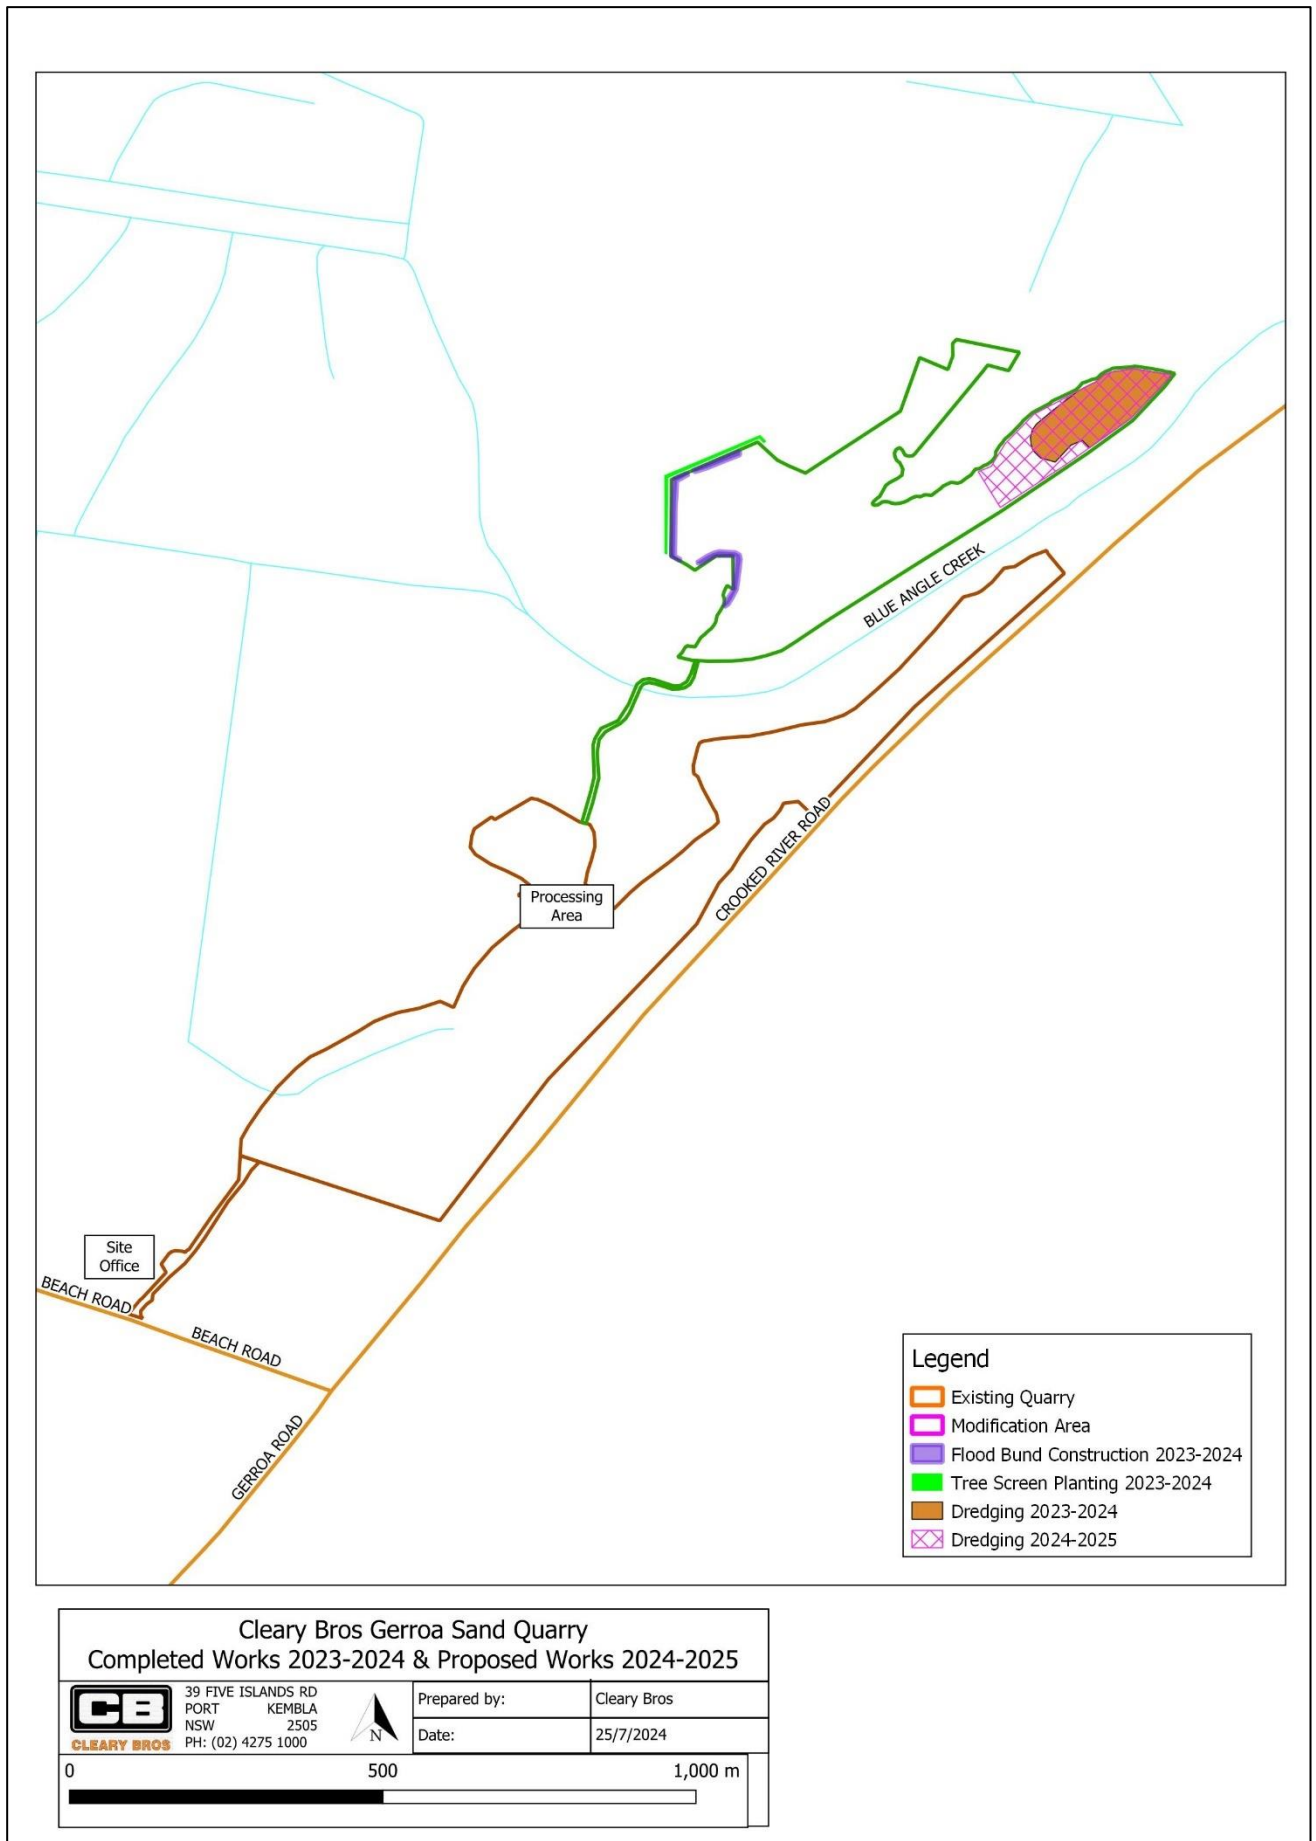 BLUE ANGLE CREEK
CROOKED RIVER ROAD
Processing
Area
Site
Office
BEACH ROAD
BEACH ROAD
GERROA ROAD
Legend
Existing Quarry
Modification Area
Flood Bund Construction 2023-2024
Tree Screen Planting 2023-2024
Dredging 2023-2024
Dredging 2024-2025
Cleary Bros Gerroa Sand Quarry
Completed Works 2023-2024 & Proposed Works 2024-2025
CB
CLEARY BROS
39 FIVE ISLANDS RD
PORT KEMBLA
NSW 2505
PH: (02) 4275 1000
N
Prepared by: Cleary Bros
Date: 25/7/2024
0 500 1,000 m